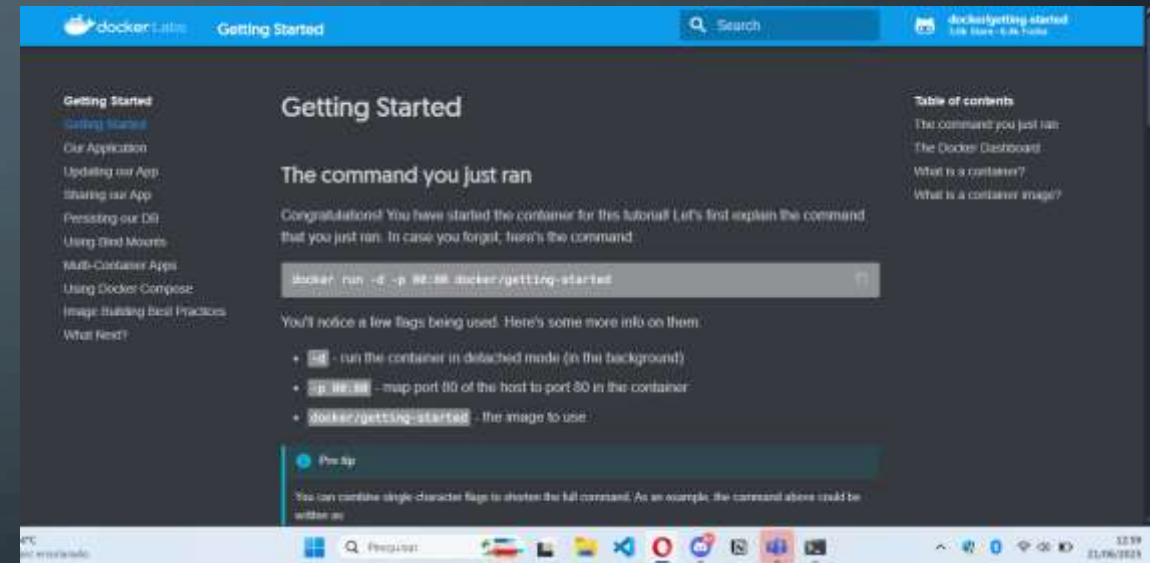 docker Labs
Getting Started
Search
docker/getting-started
Getting Started
Getting Started
Our Application
Updating our App
Sharing our App
Persisting our DB
Using Bind Mounts
Multi-Container Apps
Using Docker Compose
Image Building Best Practices
What Next?
Getting Started
The command you just ran
Congratulations! You have started the container for this tutorial! Let's first explain the command
that you just ran. In case you forgot, here's the command:
docker run -d -p 80:80 docker/getting-started
You'll notice a few flags being used. Here's some more info on them:
-d - run the container in detached mode (in the background)
-p 80:80 - map port 80 of the host to port 80 in the container
docker/getting-started - the image to use
Pro tip
You can combine single character flags to shorten the full command. As an example, the command above could be
written as:
Table of contents
The command you just ran
The Docker Dashboard
What is a container?
What is a container image?
Pesquisar
12:59
21/06/2025